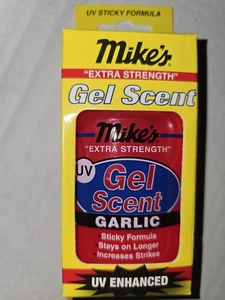 UV STICKY FORMULA
Mike's
"EXTRA STRENGTH"
Gel Scent
Mike's
"EXTRA STRENGTH"
UV
Gel
Scent
GARLIC
Sticky Formula
• Stays on Longer
• Increases Strikes
UV ENHANCED